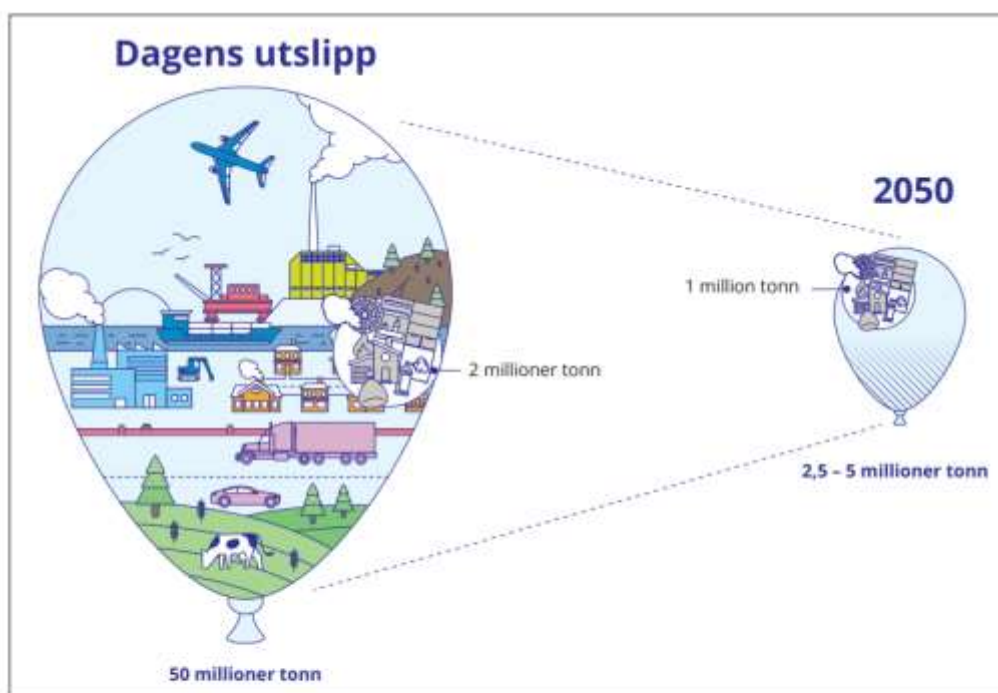 Dagens utslipp
2050
1 million tonn
2 millioner tonn
2,5 – 5 millioner tonn
50 millioner tonn